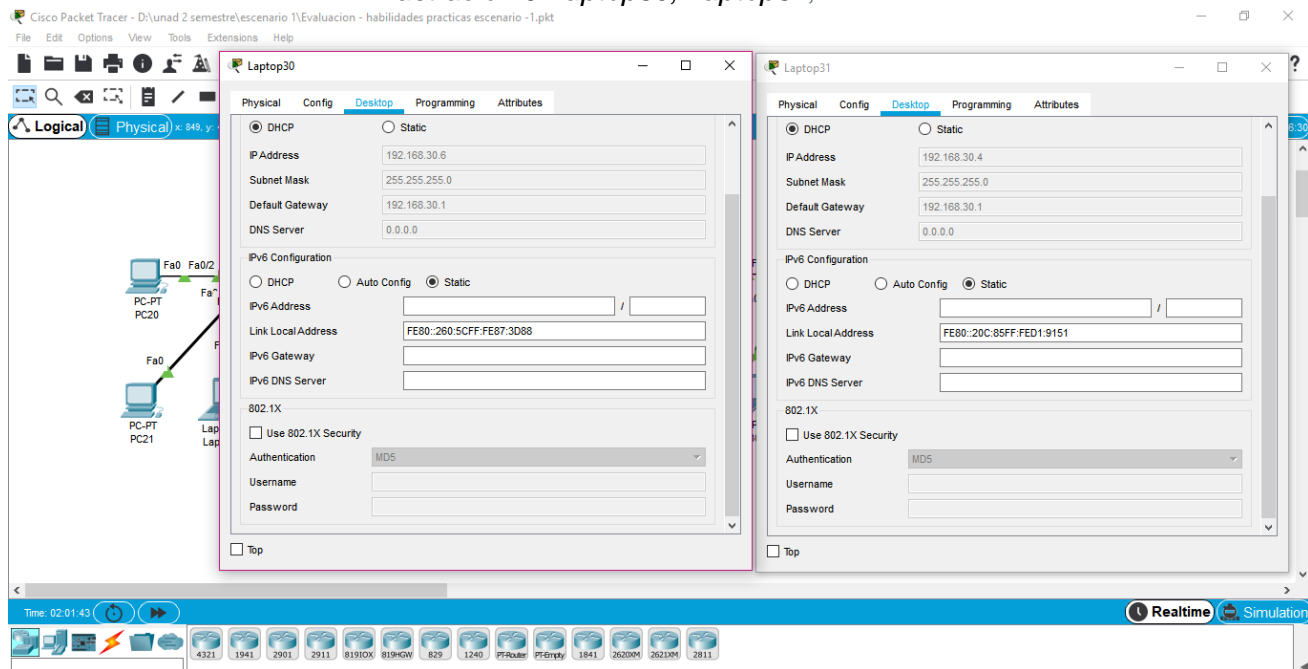 Cisco Packet Tracer - D:\unad 2 semestre\escenario 1\Evaluacion - habilidades practicas escenario -1.pkt
File Edit Options View Tools Extensions Help
Logical Physical x: 849, y:
Laptop30
Physical Config Desktop Programming Attributes
DHCP Static
IP Address 192.168.30.6
Subnet Mask 255.255.255.0
Default Gateway 192.168.30.1
DNS Server 0.0.0.0
IPv6 Configuration
DHCP Auto Config Static
IPv6 Address /
Link Local Address FE80::260:5CFF:FE87:3D88
IPv6 Gateway
IPv6 DNS Server
802.1X
Use 802.1X Security
Authentication MD5
Username
Password
Top
Laptop31
Physical Config Desktop Programming Attributes
DHCP Static
IP Address 192.168.30.4
Subnet Mask 255.255.255.0
Default Gateway 192.168.30.1
DNS Server 0.0.0.0
IPv6 Configuration
DHCP Auto Config Static
IPv6 Address /
Link Local Address FE80::20C:85FF:FED1:9151
IPv6 Gateway
IPv6 DNS Server
802.1X
Use 802.1X Security
Authentication MD5
Username
Password
Top
Fa0 Fa0/2
PC-PT
PC20
Fa0
PC-PT
PC21
Lap
Lap
Time: 02:01:43
Realtime Simulation
4321 1941 2901 2911 819IOX 819HGW 829 1240 PT-Router PT-Empty 1841 2620XM 2621XM 2811